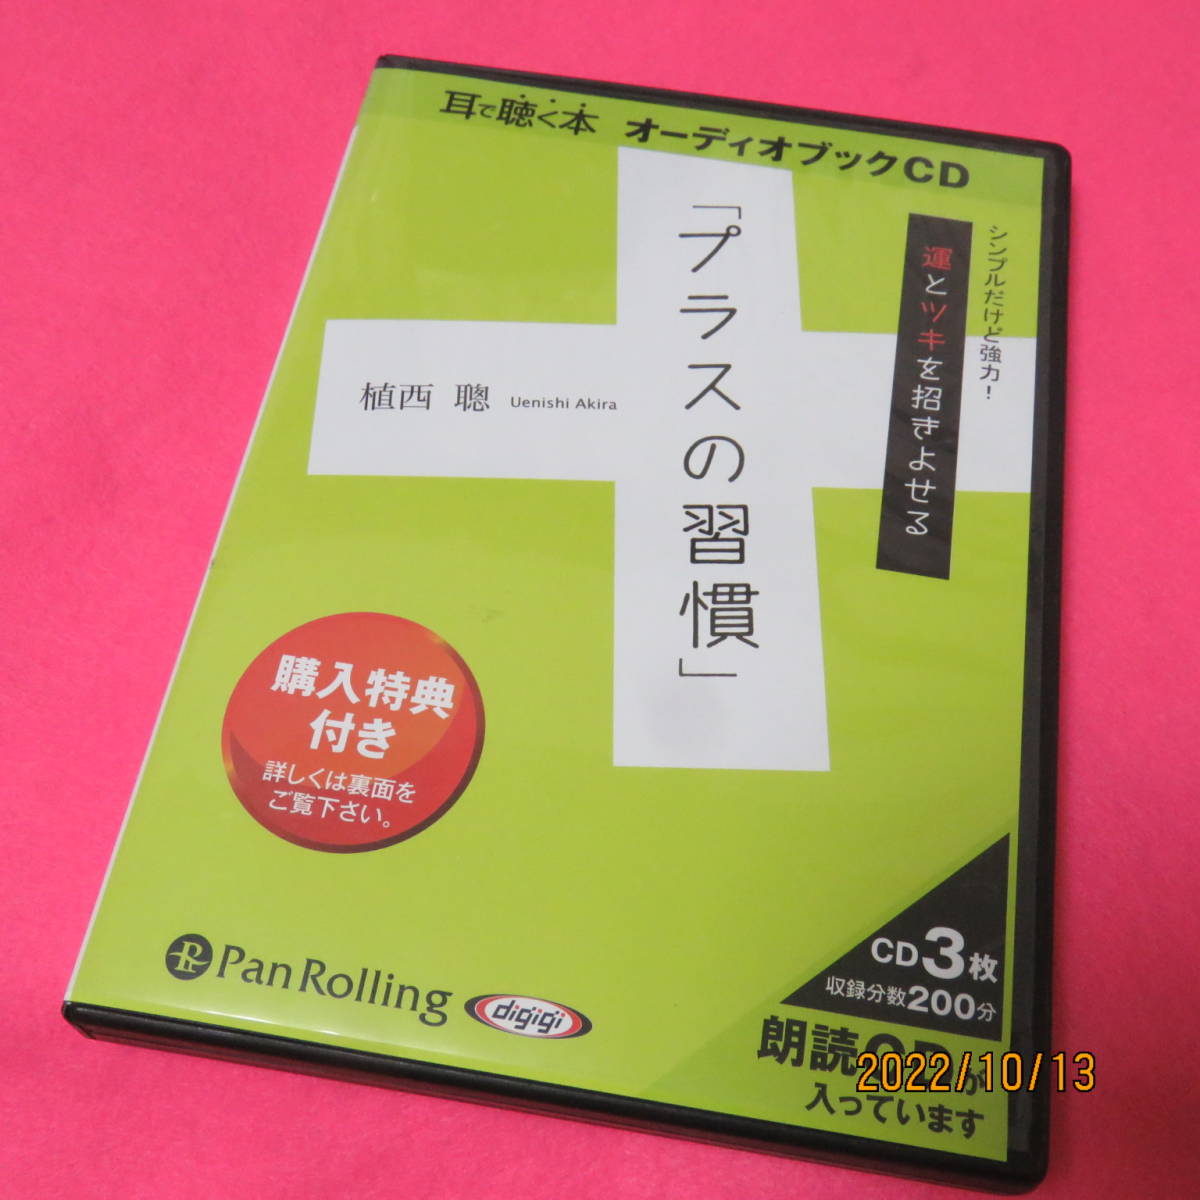 耳で聴く本 オーディオブックCD
シンプルだけど強力！
運とツキを招きよせる
「プラスの習慣」
植西 聰 Uenishi Akira
購入特典
付き
詳しくは裏面を
ご覧下さい。
CD3枚
収録分数200分
朗読CDが
入っています
PR Pan Rolling
digigi
2022/10/13